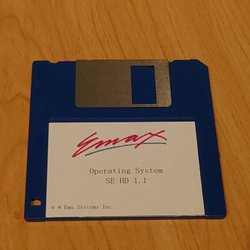 Emax
Operating System
SE HD 1.1
© ® Emu Systems Inc.